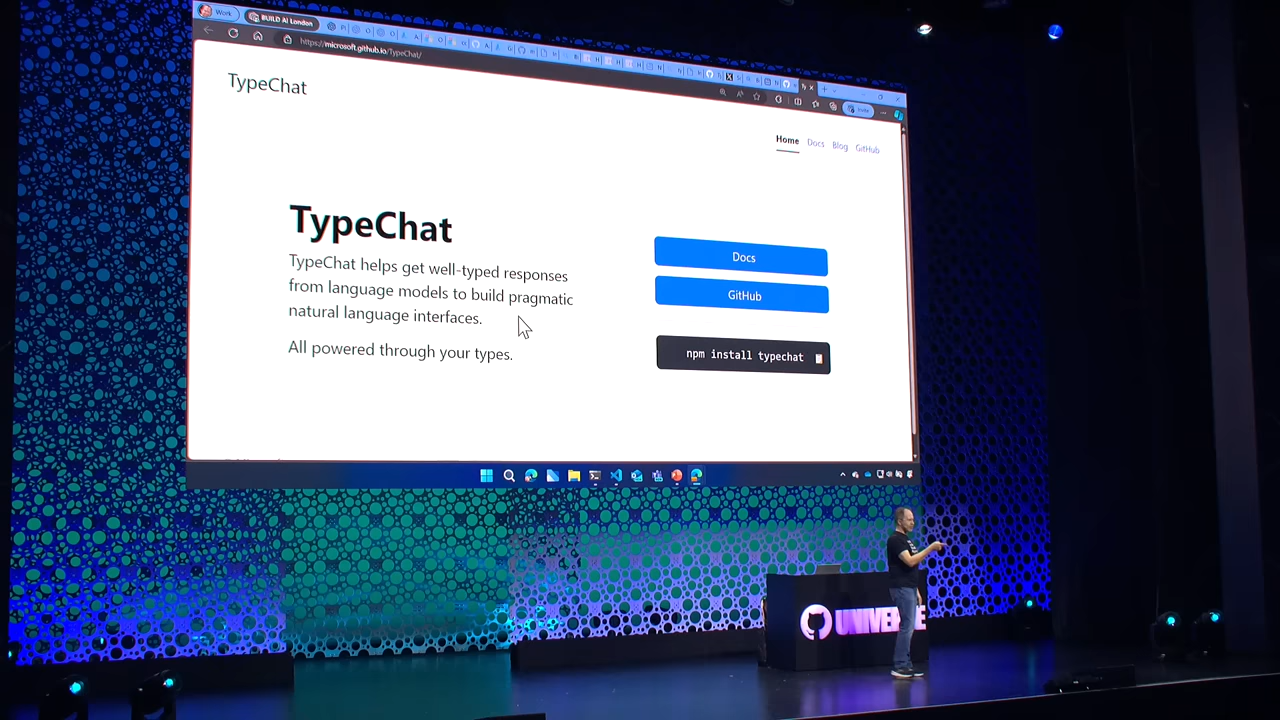 Work
BUILD AI London
https://microsoft.github.io/TypeChat/
TypeChat
Home Docs Blog GitHub
TypeChat
TypeChat helps get well-typed responses
from language models to build pragmatic
natural language interfaces.
All powered through your types.
Docs
GitHub
npm install typechat